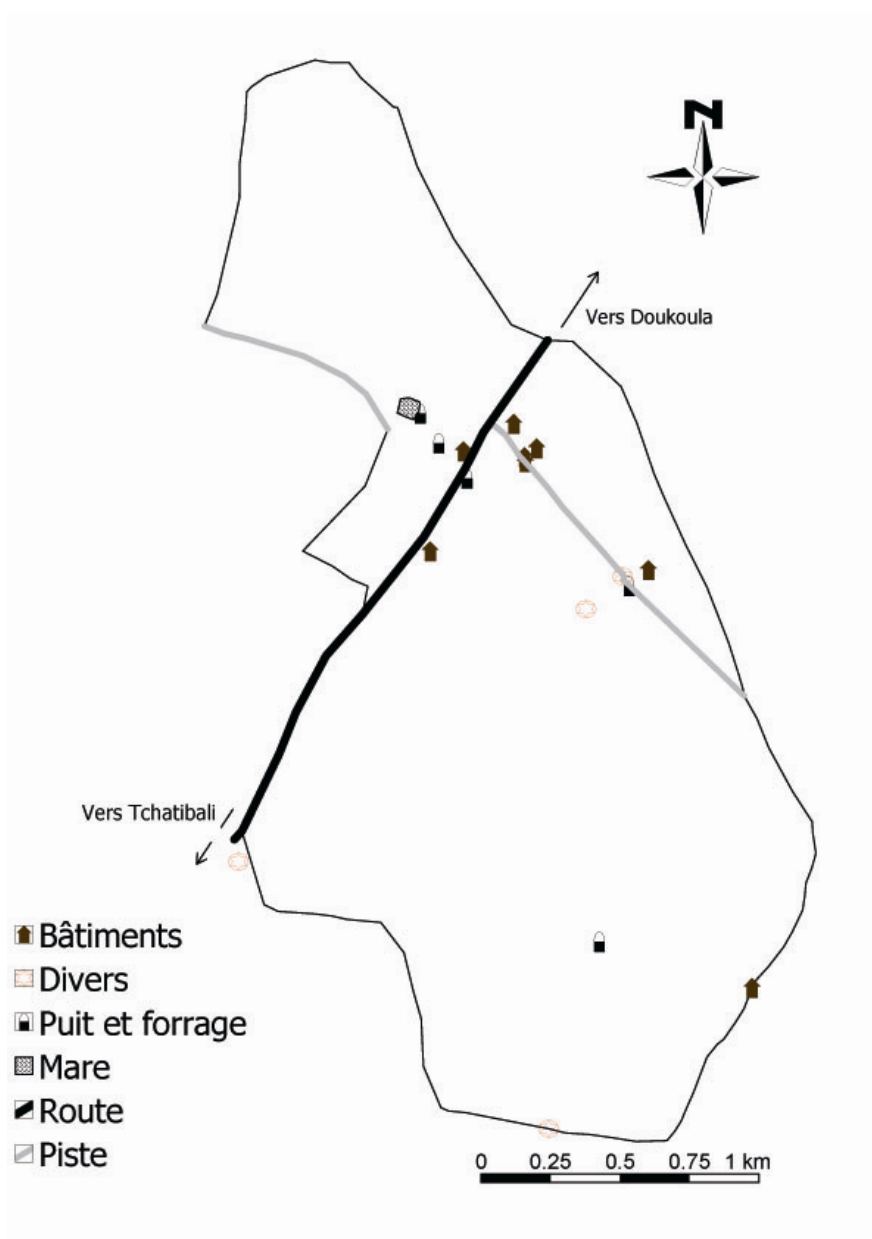 N
Vers Doukoula
Vers Tchatibali
Bâtiments
Divers
Puit et forrage
Mare
Route
Piste
0 0.25 0.5 0.75 1 km